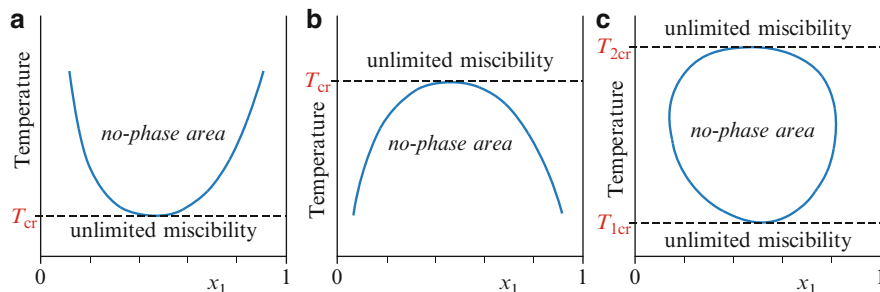 a
Temperature
no-phase area
T_cr
unlimited miscibility
0
x_1
1
b
unlimited miscibility
T_cr
Temperature
no-phase area
0
x_1
1
c
unlimited miscibility
T_2cr
Temperature
no-phase area
T_1cr
unlimited miscibility
0
x_1
1